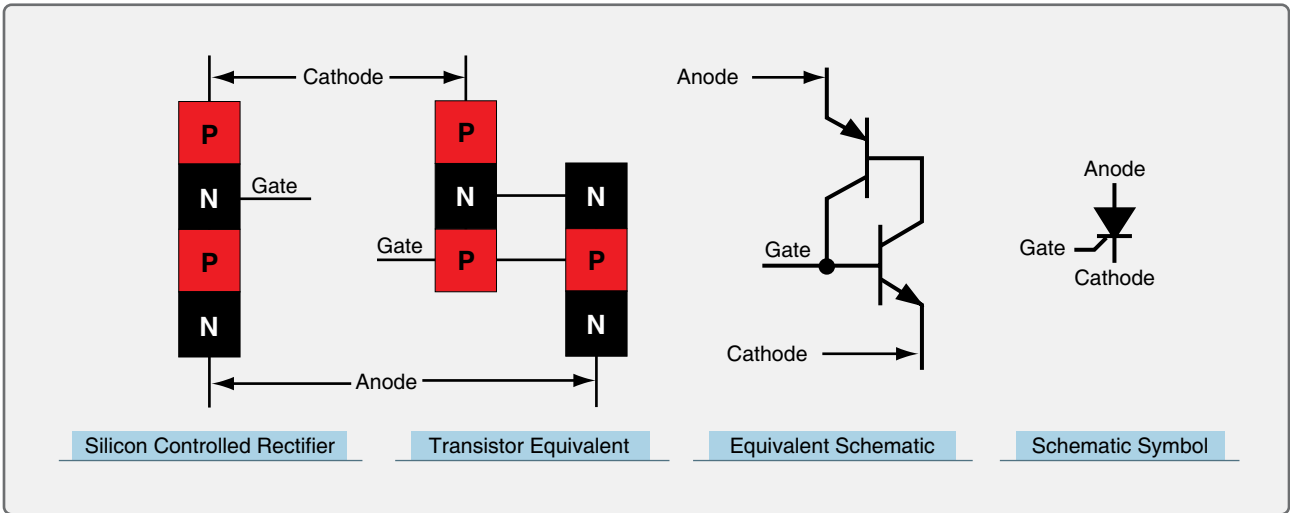 Cathode
P
N
P
N
Gate
P
N
P
Gate
N
P
N
Anode
Silicon Controlled Rectifier
Transistor Equivalent
Anode
Gate
Cathode
Equivalent Schematic
Anode
Gate
Cathode
Schematic Symbol